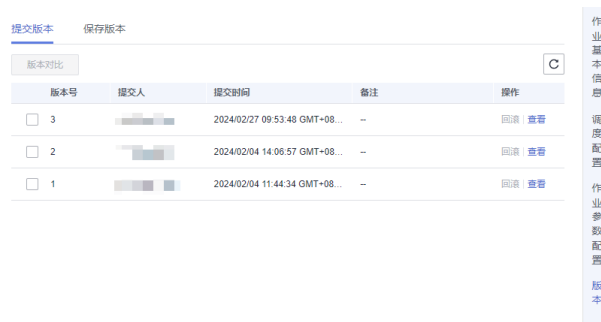 提交版本 保存版本
版本对比
版本号 提交人 提交时间 备注 操作
3 2024/02/27 09:53:48 GMT+08... -- 回滚 查看
2 2024/02/04 14:06:57 GMT+08... -- 回滚 查看
1 2024/02/04 11:44:34 GMT+08... -- 回滚 查看
作业基本信息
调度配置
作业参数配置
版本